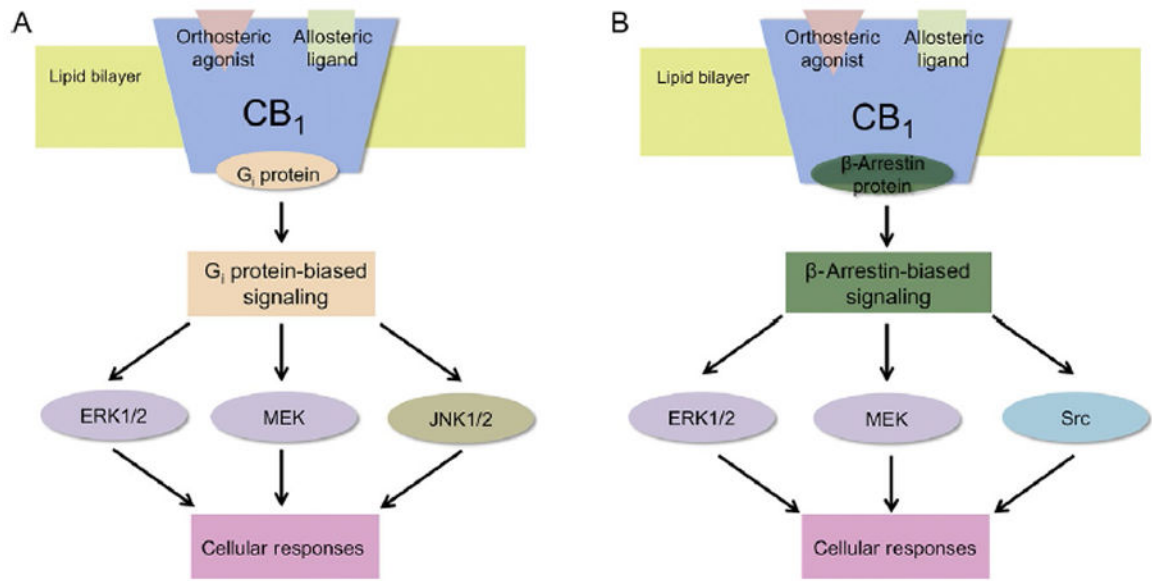 A
Orthosteric
agonist
Allosteric
ligand
Lipid bilayer
CB₁
Gᵢ protein
Gᵢ protein-biased
signaling
ERK1/2
MEK
JNK1/2
Cellular responses
B
Orthosteric
agonist
Allosteric
ligand
Lipid bilayer
CB₁
β-Arrestin
protein
β-Arrestin-biased
signaling
ERK1/2
MEK
Src
Cellular responses